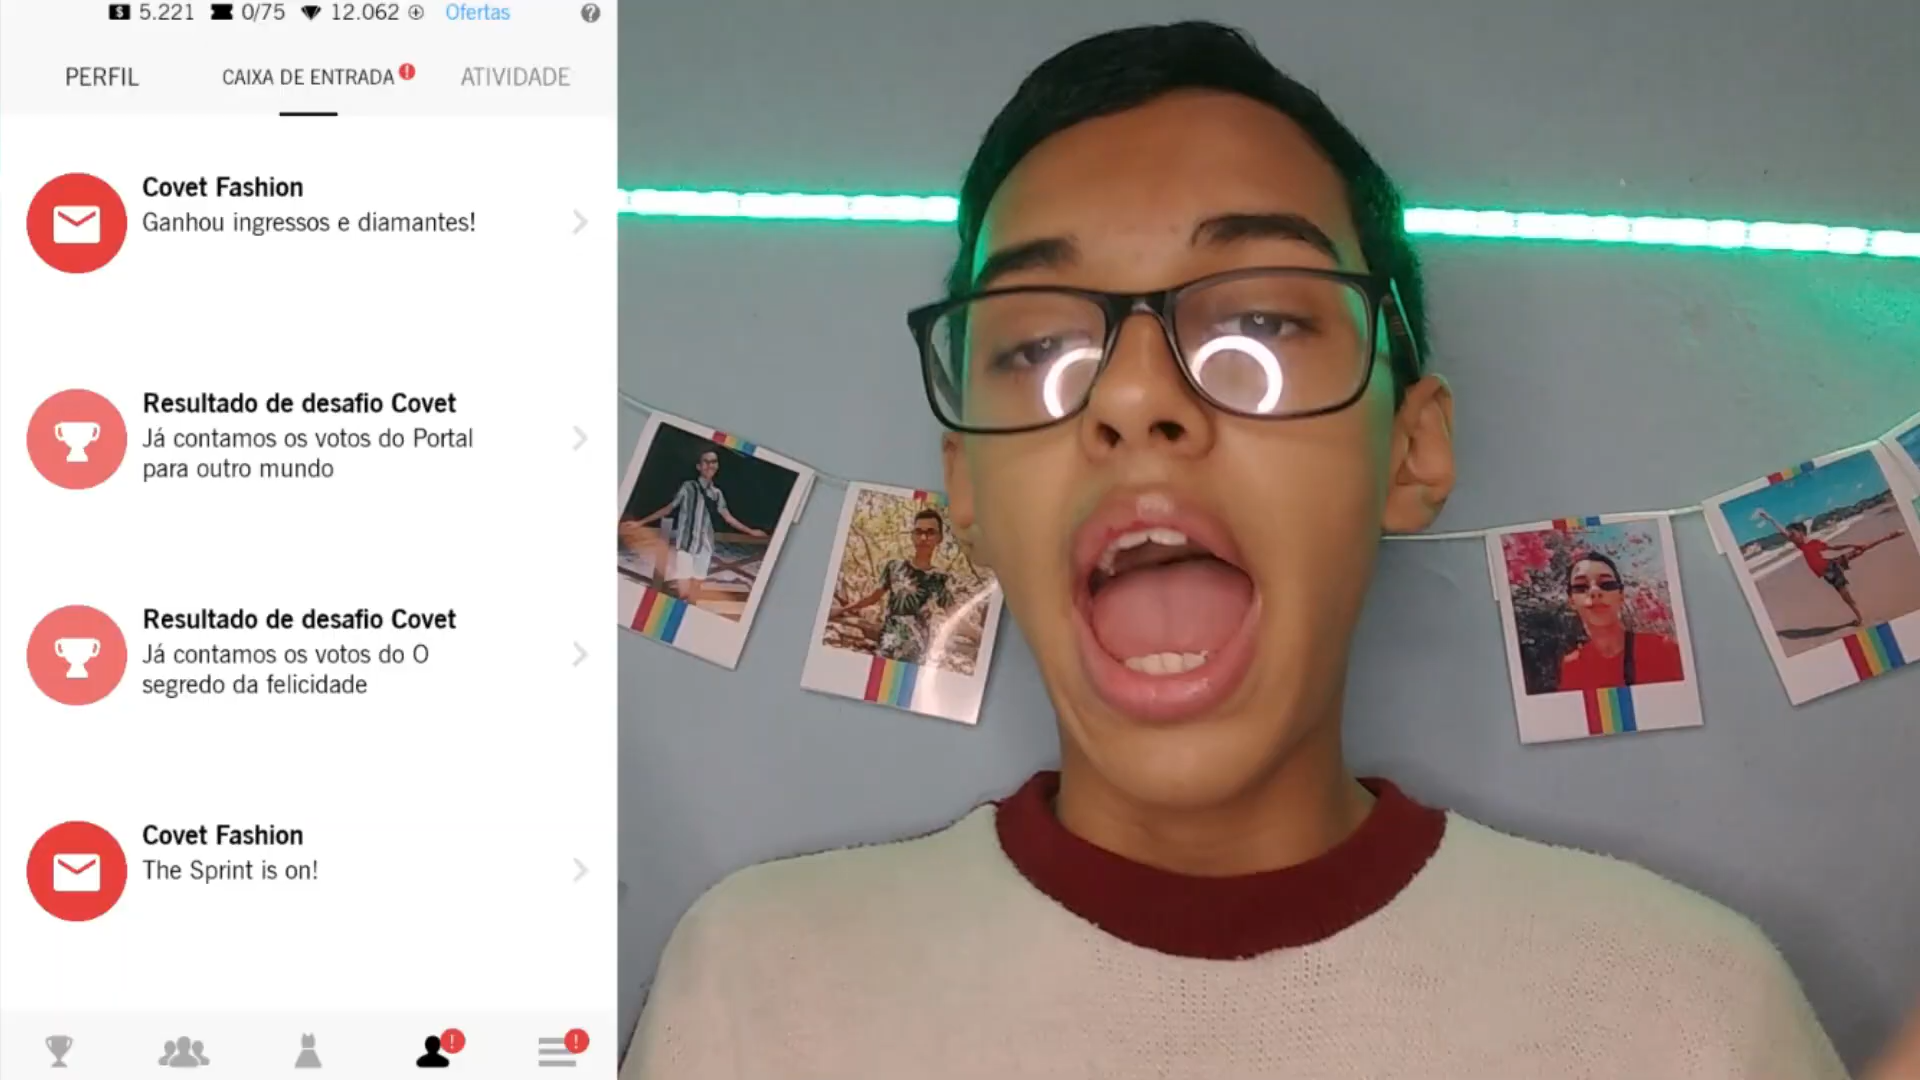 $ 5.221 0/75 12.062 + Ofertas ?
PERFIL CAIXA DE ENTRADA ! ATIVIDADE
Covet Fashion
Ganhou ingressos e diamantes!
Resultado de desafio Covet
Já contamos os votos do Portal
para outro mundo
Resultado de desafio Covet
Já contamos os votos do O
segredo da felicidade
Covet Fashion
The Sprint is on!
! !